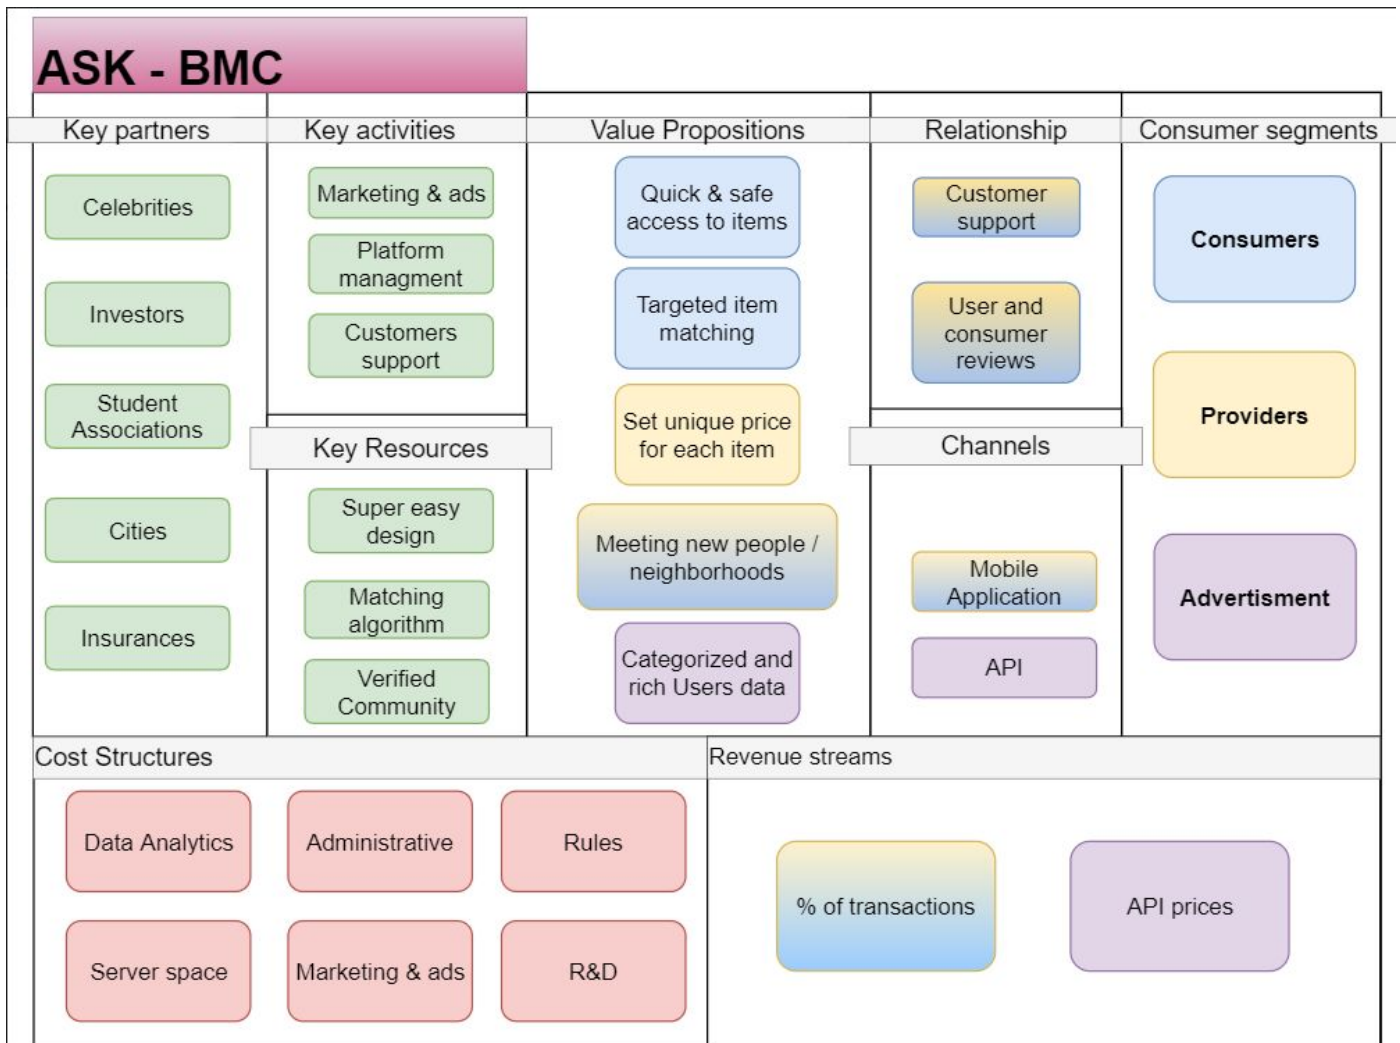 ASK - BMC
Key partners
Celebrities
Investors
Student
Associations
Cities
Insurances
Key activities
Marketing & ads
Platform
managment
Customers
support
Key Resources
Super easy
design
Matching
algorithm
Verified
Community
Value Propositions
Quick & safe
access to items
Targeted item
matching
Set unique price
for each item
Meeting new people /
neighborhoods
Categorized and
rich Users data
Relationship
Customer
support
User and
consumer
reviews
Channels
Mobile
Application
API
Consumer segments
Consumers
Providers
Advertisment
Cost Structures
Data Analytics
Administrative
Rules
Server space
Marketing & ads
R&D
Revenue streams
% of transactions
API prices